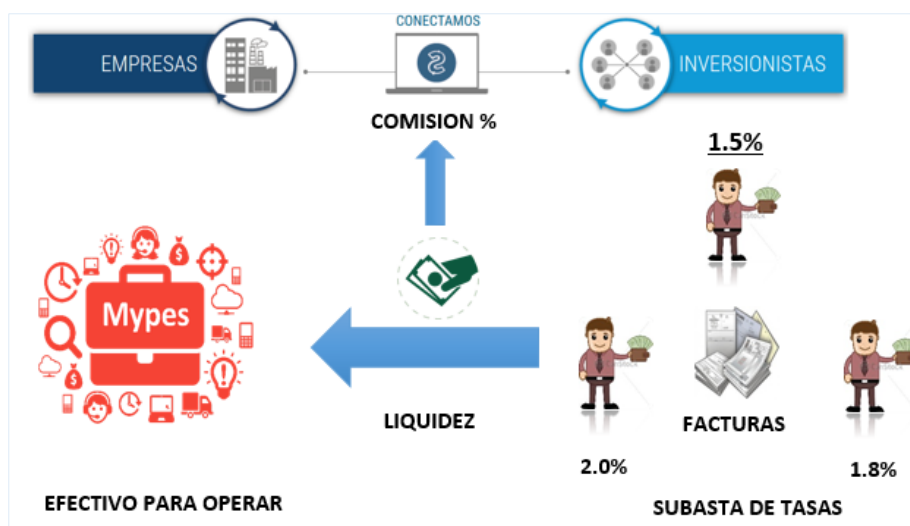 CONECTAMOS
EMPRESAS
INVERSIONISTAS
COMISION %
1.5%
Mypes
LIQUIDEZ
FACTURAS
2.0%
1.8%
EFECTIVO PARA OPERAR
SUBASTA DE TASAS